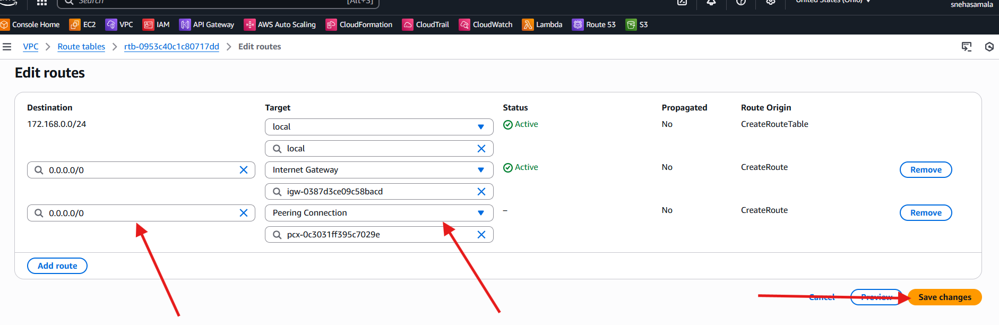 Search
[Alt+S]
United States (Ohio)
snehasamala
Console Home EC2 VPC IAM API Gateway AWS Auto Scaling CloudFormation CloudTrail CloudWatch Lambda Route 53 S3
VPC > Route tables > rtb-0953c40c1c80717dd > Edit routes
Edit routes
Destination Target Status Propagated Route Origin
172.168.0.0/24 local Active No CreateRouteTable
local
0.0.0.0/0 Internet Gateway Active No CreateRoute Remove
igw-0387d3ce09c58bacd
0.0.0.0/0 Peering Connection – No CreateRoute Remove
pcx-0c3031ff395c7029e
Add route
Cancel Preview Save changes